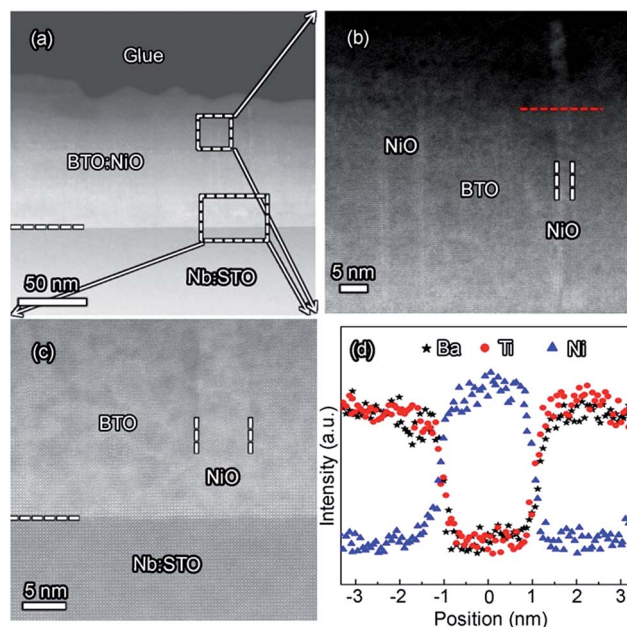 (a)
Glue
BTO:NiO
Nb:STO
50 nm
(b)
NiO
BTO
NiO
5 nm
(c)
BTO
NiO
Nb:STO
5 nm
(d)
Ba Ti Ni
Intensity (a.u.)
-3 -2 -1 0 1 2 3
Position (nm)